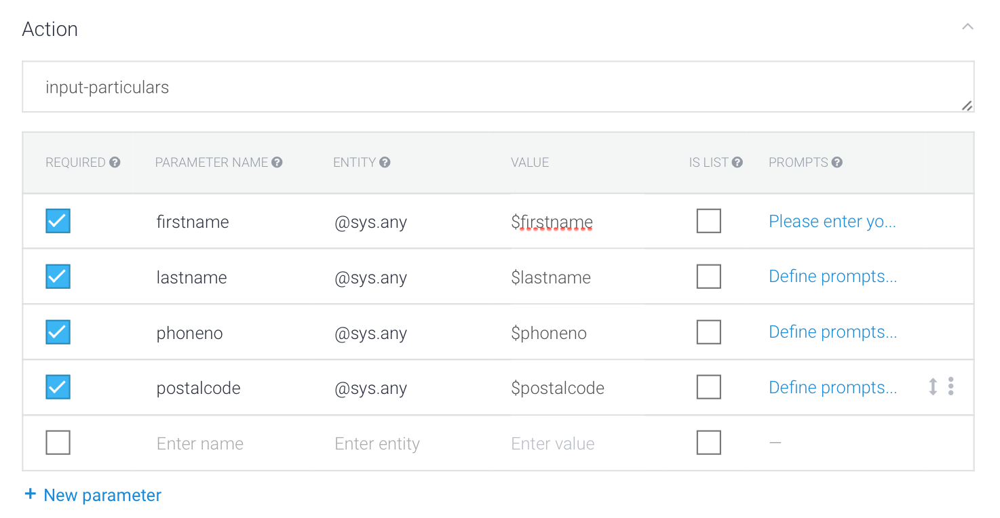 Action
input-particulars
REQUIRED PARAMETER NAME ENTITY VALUE IS LIST PROMPTS
firstname @sys.any $firstname Please enter yo...
lastname @sys.any $lastname Define prompts...
phoneno @sys.any $phoneno Define prompts...
postalcode @sys.any $postalcode Define prompts...
Enter name Enter entity Enter value —
+ New parameter